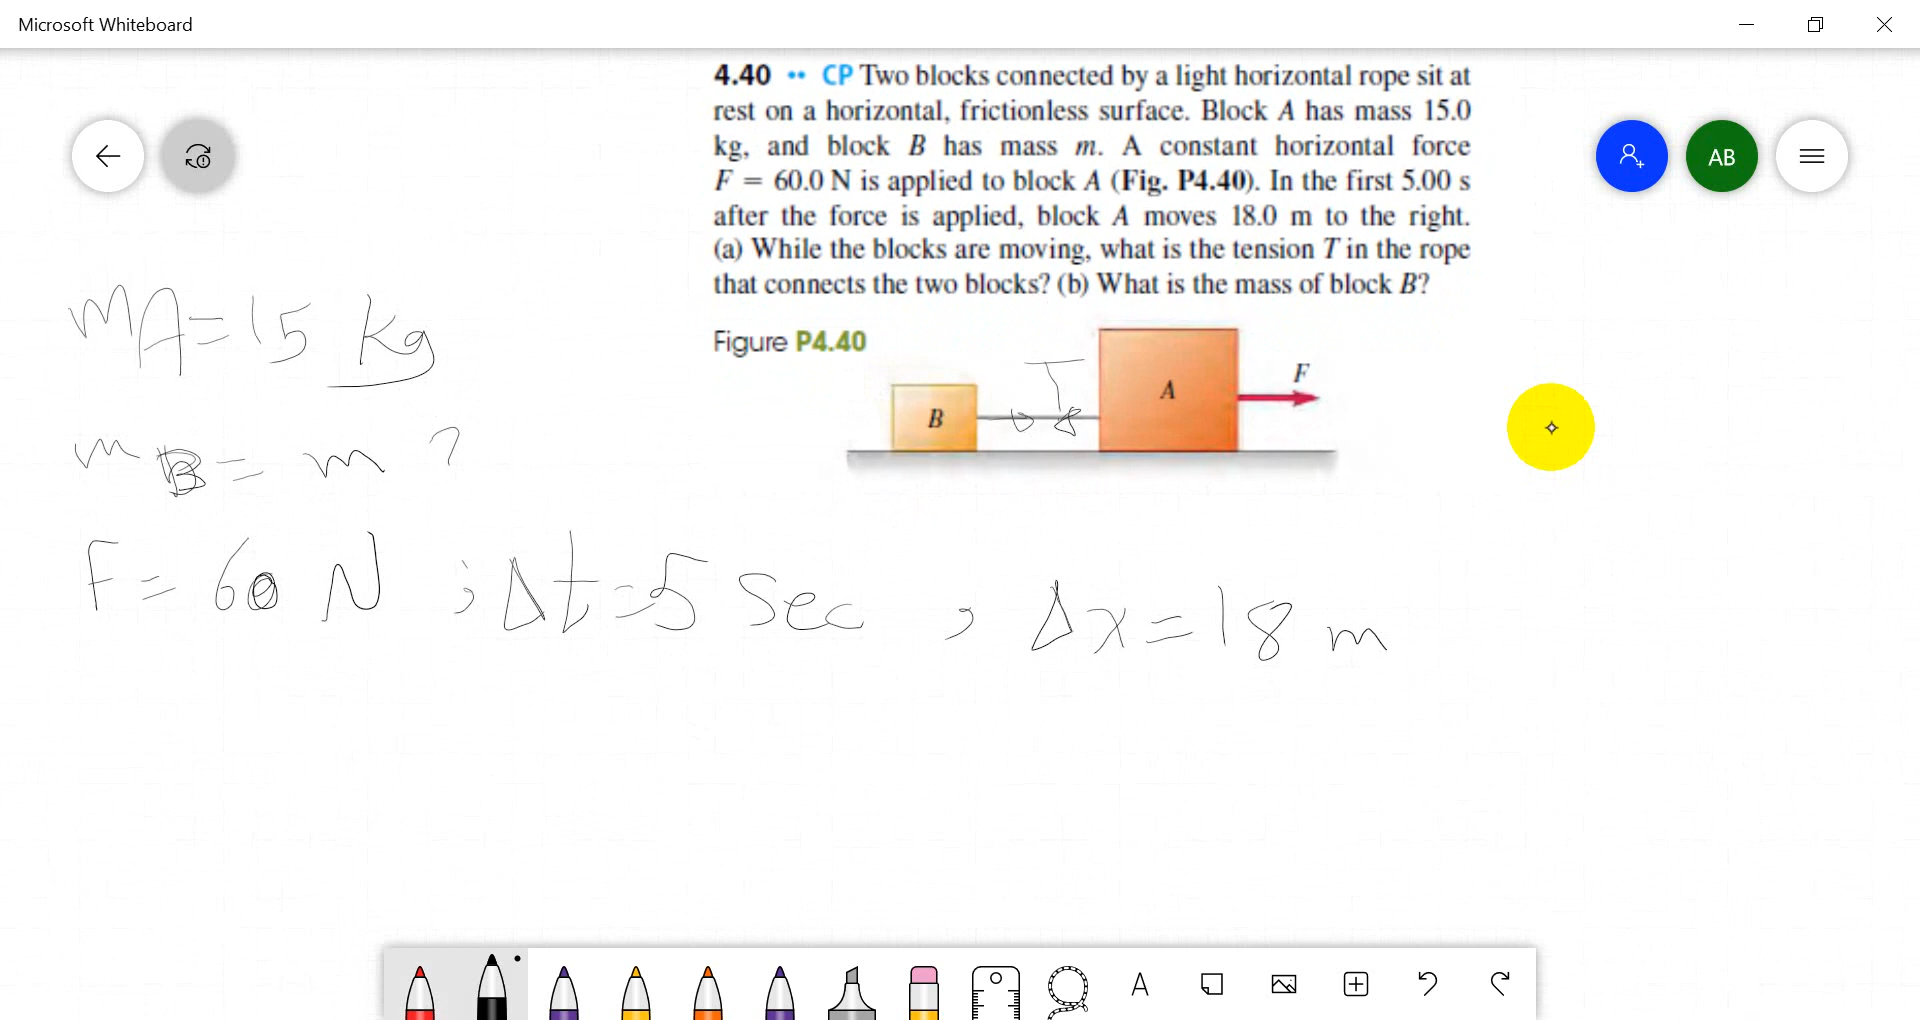 Microsoft Whiteboard
4.40 •• CP Two blocks connected by a light horizontal rope sit at
rest on a horizontal, frictionless surface. Block A has mass 15.0
kg, and block B has mass m. A constant horizontal force
F = 60.0 N is applied to block A (Fig. P4.40). In the first 5.00 s
after the force is applied, block A moves 18.0 m to the right.
(a) While the blocks are moving, what is the tension T in the rope
that connects the two blocks? (b) What is the mass of block B?
AB
Figure P4.40
T
B
A
F
mA=15 kg
mB= m ?
F = 60 N ; Δt=5 Sec , Δx=18 m
A